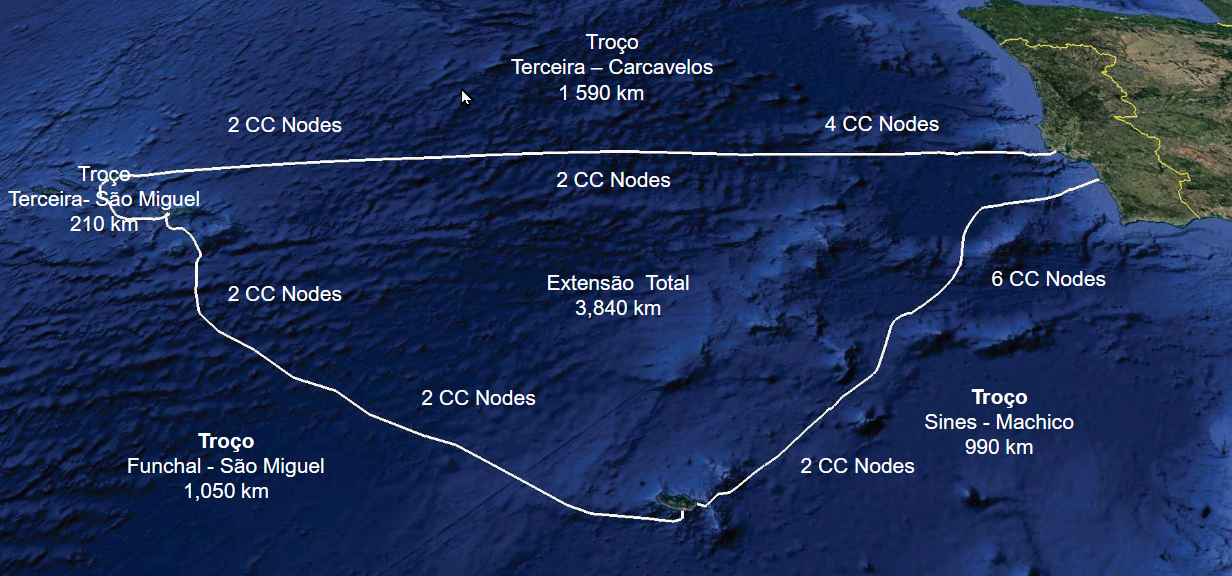 Troço
Terceira – Carcavelos
1 590 km
2 CC Nodes
4 CC Nodes
Troço
Terceira- São Miguel
210 km
2 CC Nodes
2 CC Nodes
Extensão  Total
3,840 km
6 CC Nodes
2 CC Nodes
Troço
Sines - Machico
990 km
Troço
Funchal - São Miguel
1,050 km
2 CC Nodes